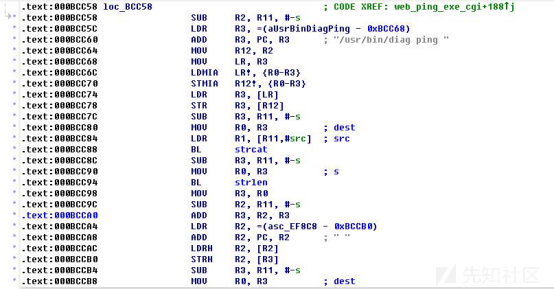 .text:000BCC58 loc_BCC58 ; CODE XREF: web_ping_exe_cgi+188↑j
.text:000BCC58 SUB R2, R11, #-s
.text:000BCC5C LDR R3, =(aUsrBinDiagPing - 0xBCC68)
.text:000BCC60 ADD R3, PC, R3 ; "/usr/bin/diag ping "
.text:000BCC64 MOV R12, R2
.text:000BCC68 MOV LR, R3
.text:000BCC6C LDMIA LR!, {R0-R3}
.text:000BCC70 STMIA R12!, {R0-R3}
.text:000BCC74 LDR R3, [LR]
.text:000BCC78 STR R3, [R12]
.text:000BCC7C SUB R3, R11, #-s
.text:000BCC80 MOV R0, R3 ; dest
.text:000BCC84 LDR R1, [R11,#src] ; src
.text:000BCC88 BL strcat
.text:000BCC8C SUB R3, R11, #-s
.text:000BCC90 MOV R0, R3 ; s
.text:000BCC94 BL strlen
.text:000BCC98 MOV R3, R0
.text:000BCC9C SUB R2, R11, #-s
.text:000BCCA0 ADD R3, R2, R3
.text:000BCCA4 LDR R2, =(asc_EF8C8 - 0xBCCB0)
.text:000BCCA8 ADD R2, PC, R2 ; " "
.text:000BCCAC LDRH R2, [R2]
.text:000BCCB0 STRH R2, [R3]
.text:000BCCB4 SUB R3, R11, #-s
.text:000BCCB8 MOV R0, R3 ; dest
先知社区